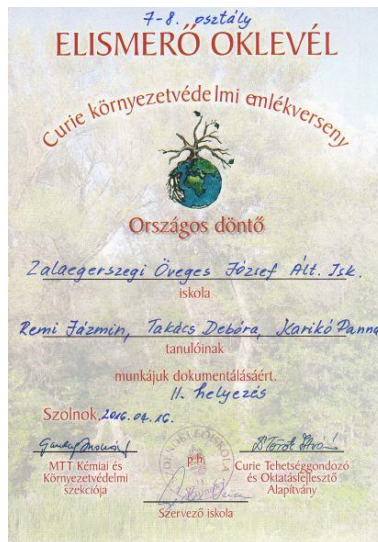 7-8. osztály
ELISMERŐ OKLEVÉL
Curie környezetvédelmi emlékverseny
Országos döntő
Zalaegerszegi Öveges József Ált. Isk.
iskola
Remi Jázmin, Takács Debóra, Karikó Panna
tanulóinak
munkájuk dokumentálásáért.
II. helyezés
Szolnok, 2016. 04. 16.
MTT Kémiai és
Környezetvédelmi
szekciója
p.h.
D. Török István
Curie Tehetséggondozó
és Oktatásfejlesztő
Alapítvány
Szervező iskola